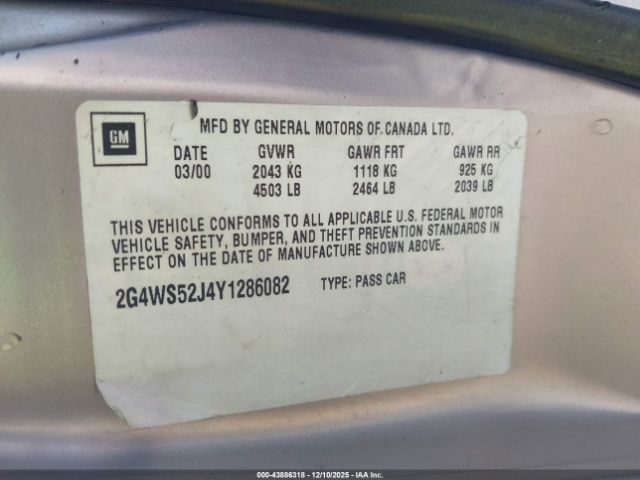 GM
MFD BY GENERAL MOTORS OF CANADA LTD.
DATE GVWR GAWR FRT GAWR RR
03/00 2043 KG 1118 KG 925 KG
4503 LB 2464 LB 2039 LB
THIS VEHICLE CONFORMS TO ALL APPLICABLE U.S. FEDERAL MOTOR
VEHICLE SAFETY, BUMPER, AND THEFT PREVENTION STANDARDS IN
EFFECT ON THE DATE OF MANUFACTURE SHOWN ABOVE.
2G4WS52J4Y1286082 TYPE: PASS CAR
000-43886318 - 12/10/2025 - IAA Inc.